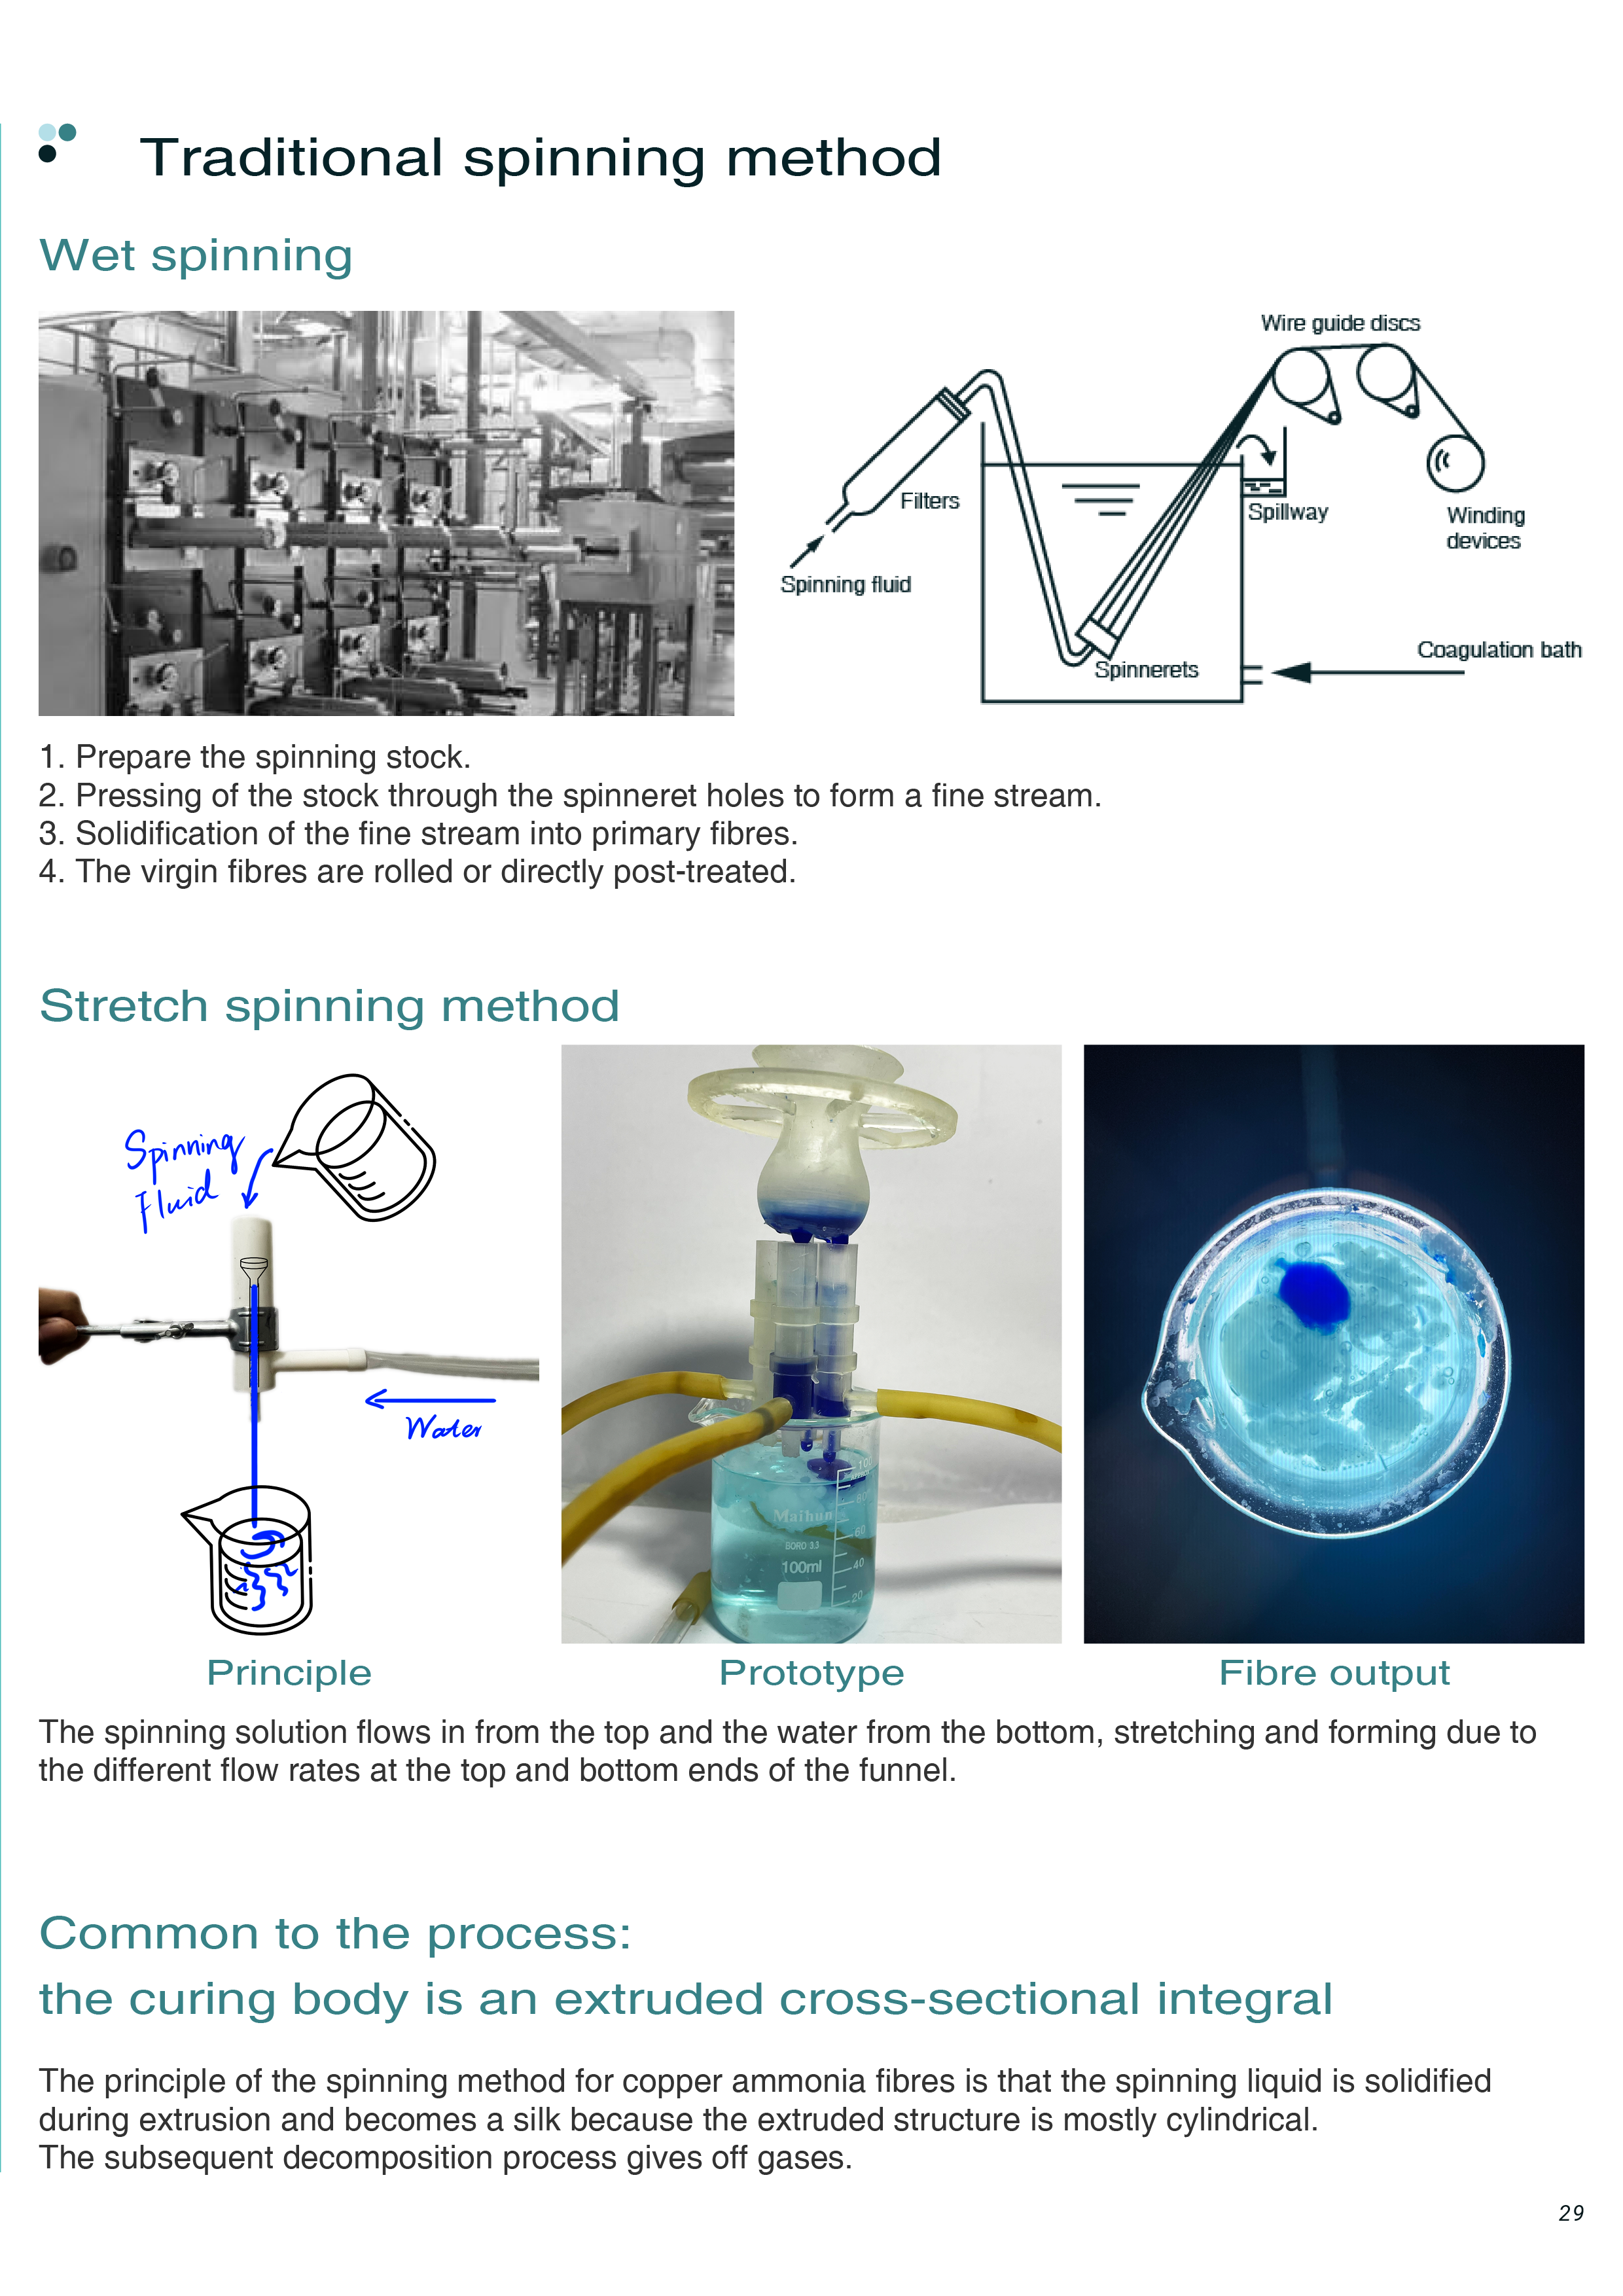 Traditional spinning method
Wet spinning
Wire guide discs
Filters
Spillway
Winding
devices
Spinning fluid
Spinnerets
Coagulation bath
1. Prepare the spinning stock.
2. Pressing of the stock through the spinneret holes to form a fine stream.
3. Solidification of the fine stream into primary fibres.
4. The virgin fibres are rolled or directly post-treated.
Stretch spinning method
Spinning
Fluid
Water
Maihun
BORO 3.3
100ml
100
80
60
40
20
Principle
Prototype
Fibre output
The spinning solution flows in from the top and the water from the bottom, stretching and forming due to
the different flow rates at the top and bottom ends of the funnel.
Common to the process:
the curing body is an extruded cross-sectional integral
The principle of the spinning method for copper ammonia fibres is that the spinning liquid is solidified
during extrusion and becomes a silk because the extruded structure is mostly cylindrical.
The subsequent decomposition process gives off gases.
29